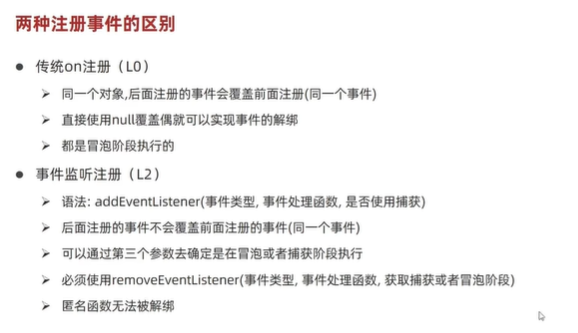 两种注册事件的区别
传统on注册（L0）
同一个对象,后面注册的事件会覆盖前面注册(同一个事件)
直接使用null覆盖偶就可以实现事件的解绑
都是冒泡阶段执行的
事件监听注册（L2）
语法: addEventListener(事件类型, 事件处理函数, 是否使用捕获)
后面注册的事件不会覆盖前面注册的事件(同一个事件)
可以通过第三个参数去确定是在冒泡或者捕获阶段执行
必须使用removeEventListener(事件类型, 事件处理函数, 获取捕获或者冒泡阶段)
匿名函数无法被解绑